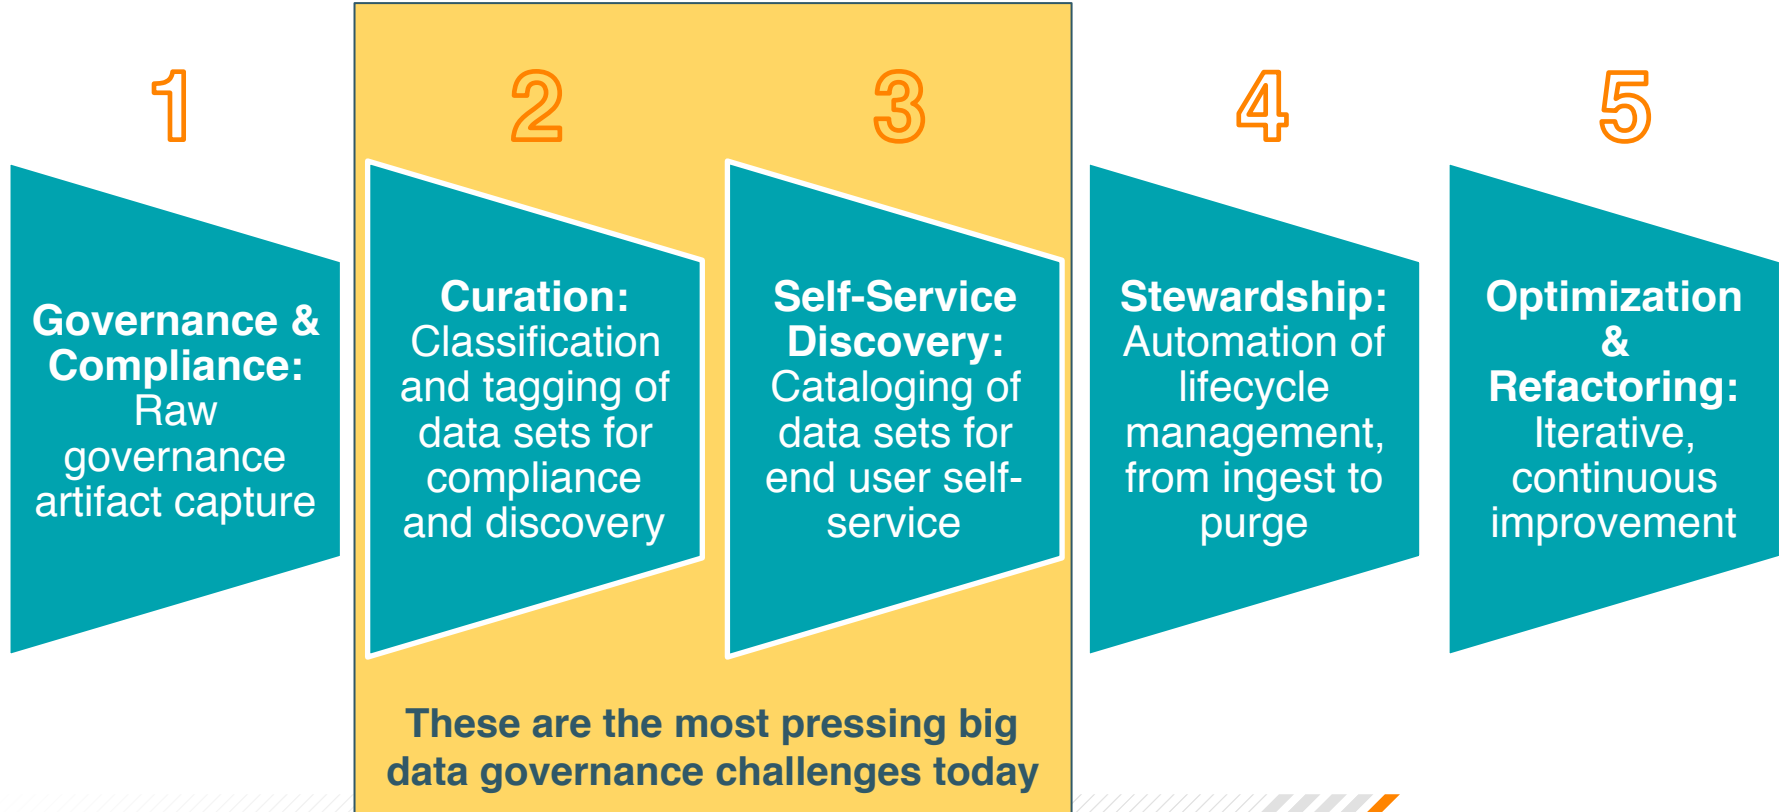 1
2
3
4
5
Governance &
Compliance:
Raw
governance
artifact capture
Curation:
Classification
and tagging of
data sets for
compliance
and discovery
Self-Service
Discovery:
Cataloging of
data sets for
end user self-
service
Stewardship:
Automation of
lifecycle
management,
from ingest to
purge
Optimization
&
Refactoring:
Iterative,
continuous
improvement
These are the most pressing big
data governance challenges today